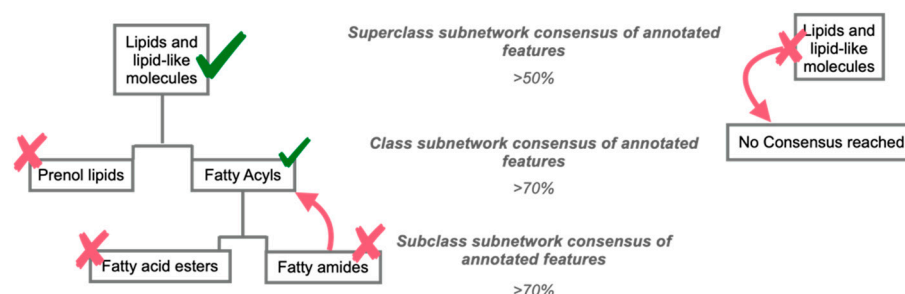 Lipids and
lipid-like
molecules
Superclass subnetwork consensus of annotated
features
>50%
Lipids and
lipid-like
molecules
No Consensus reached
Prenol lipids
Fatty Acyls
Class subnetwork consensus of annotated
features
>70%
Fatty acid esters
Fatty amides
Subclass subnetwork consensus of
annotated features
>70%